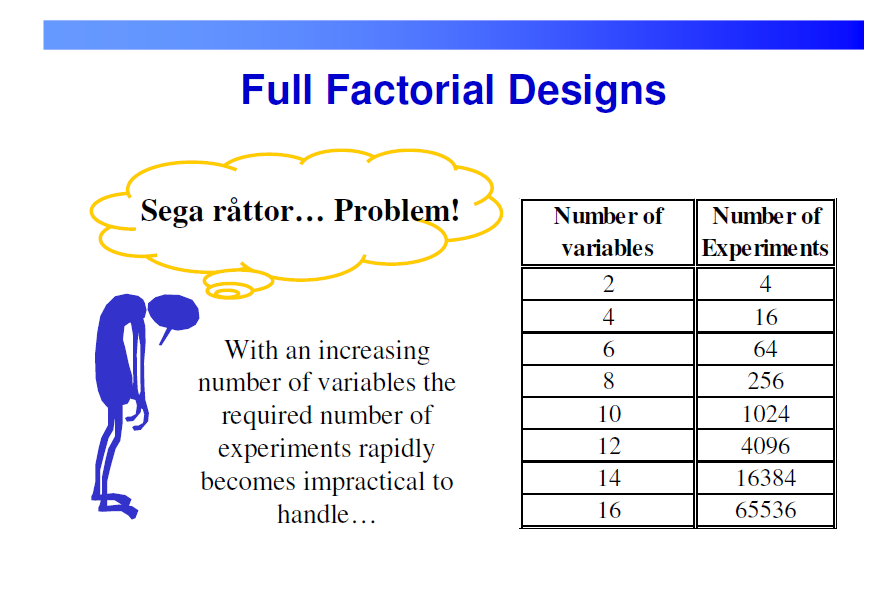 Full Factorial Designs
Sega råttor… Problem!
With an increasing
number of variables the
required number of
experiments rapidly
becomes impractical to
handle…
Number of variables Number of Experiments
2 4
4 16
6 64
8 256
10 1024
12 4096
14 16384
16 65536